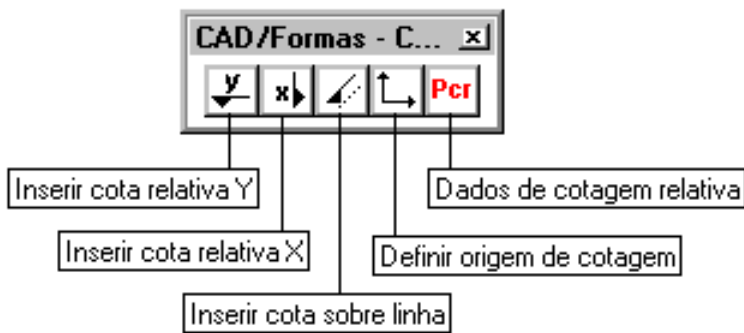 CAD/Formas - C...
y x Pcr
Inserir cota relativa Y
Dados de cotagem relativa
Inserir cota relativa X
Definir origem de cotagem
Inserir cota sobre linha